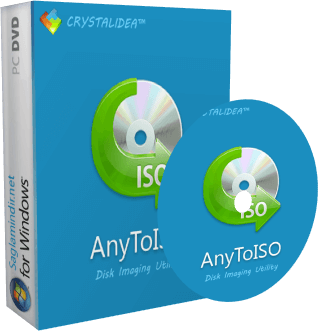 PC DVD
Saglamindir.net
for Windows
CRYSTALIDEA™
ISO
AnyToISO
Disk Imaging Utility
CRYSTALIDEA™
ISO
AnyToISO
Disk Imaging Utility